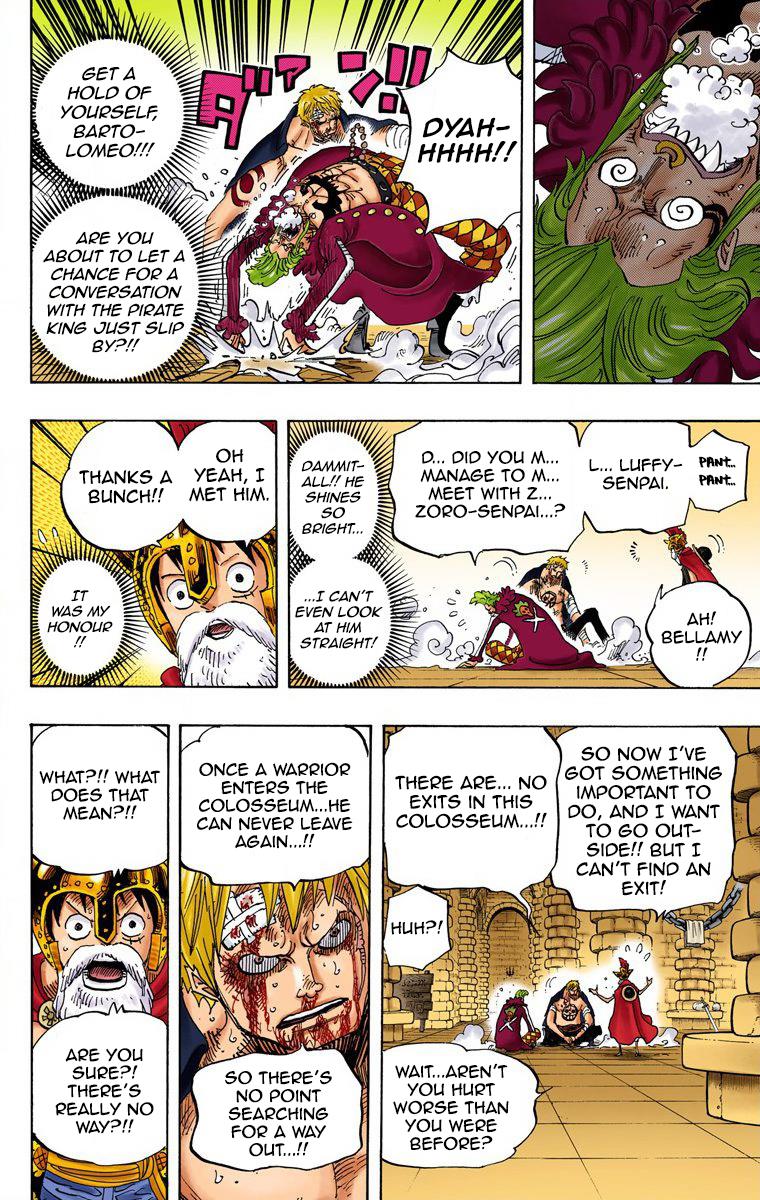 DYAH-
HHHH!!
ダァン!!
GET A
HOLD OF
YOURSELF,
BARTO-
LOMEO!!!
ARE YOU
ABOUT TO LET
A CHANCE FOR A
CONVERSATION
WITH THE PIRATE
KING JUST SLIP
BY?!!
PANT...
PANT...
L... LUFFY-
SENPAI.
AH!
BELLAMY
!!
D... DID YOU M...
MANAGE TO M...
MEET WITH Z...
ZORO-SENPAI...?
DAMMIT-
ALL!! HE
SHINES
SO
BRIGHT...
...I CAN'T
EVEN LOOK
AT HIM
STRAIGHT!
OH
YEAH, I
MET HIM.
THANKS A
BUNCH!!
IT
WAS MY
HONOUR
!!
SO NOW I'VE
GOT SOMETHING
IMPORTANT TO
DO, AND I WANT
TO GO OUT-
SIDE!! BUT I
CAN'T FIND AN
EXIT!
THERE ARE... NO
EXITS IN THIS
COLOSSEUM...!!
HUH?!
WAIT...AREN'T
YOU HURT
WORSE THAN
YOU WERE
BEFORE?
ONCE A WARRIOR
ENTERS THE
COLOSSEUM...HE
CAN NEVER LEAVE
AGAIN...!!
SO THERE'S
NO POINT
SEARCHING
FOR A WAY
OUT...!!
WHAT?!! WHAT
DOES THAT
MEAN?!!
ARE YOU
SURE?!
THERE'S
REALLY NO
WAY?!!